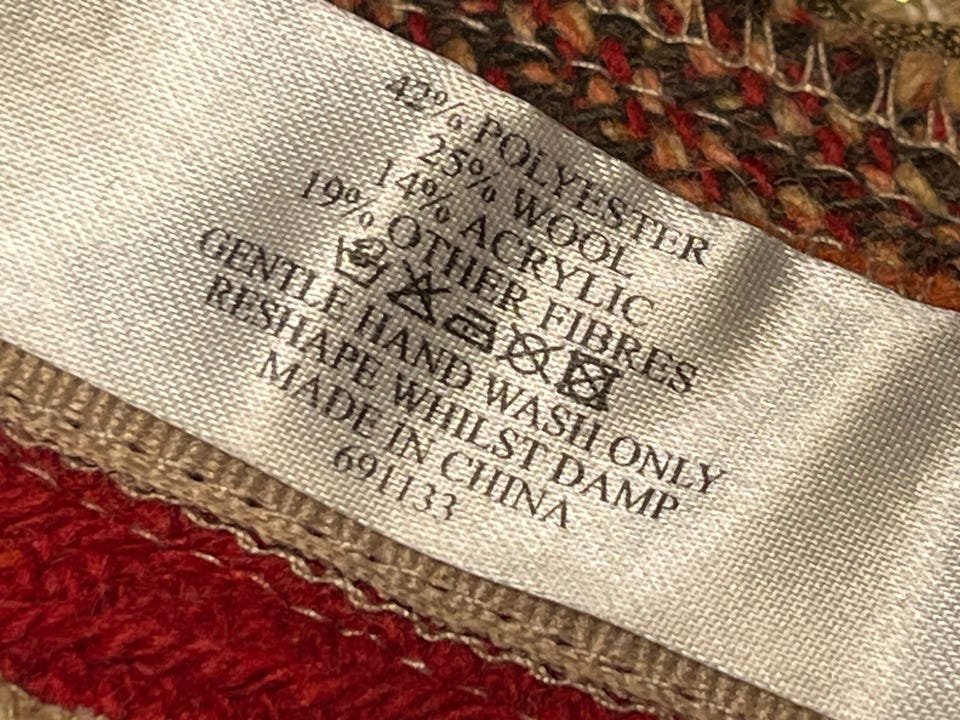 42% POLYESTER
25% WOOL
14% ACRYLIC
19% OTHER FIBRES
GENTLE HAND WASH ONLY
RESHAPE WHILST DAMP
MADE IN CHINA
691133